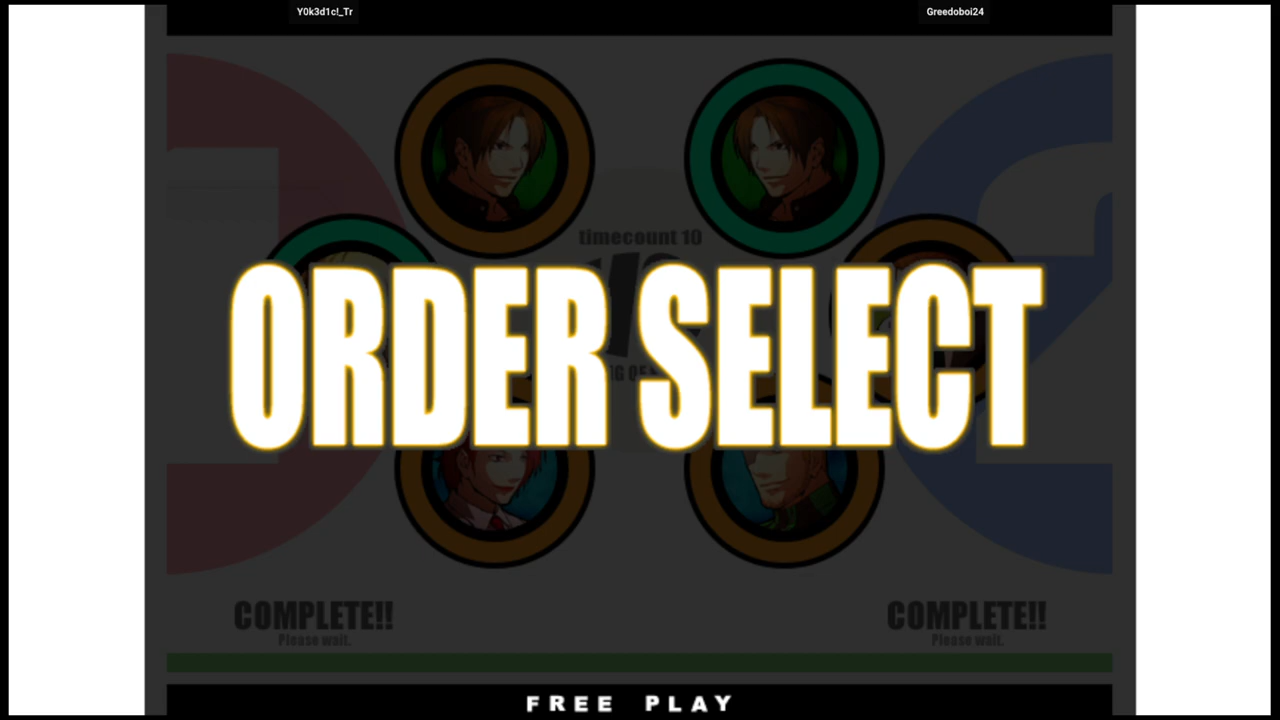 Y0k3d1c!_Tr
Greedoboi24
timecount 10
ORDER SELECT
COMPLETE!!
Please wait.
COMPLETE!!
Please wait.
FREE PLAY